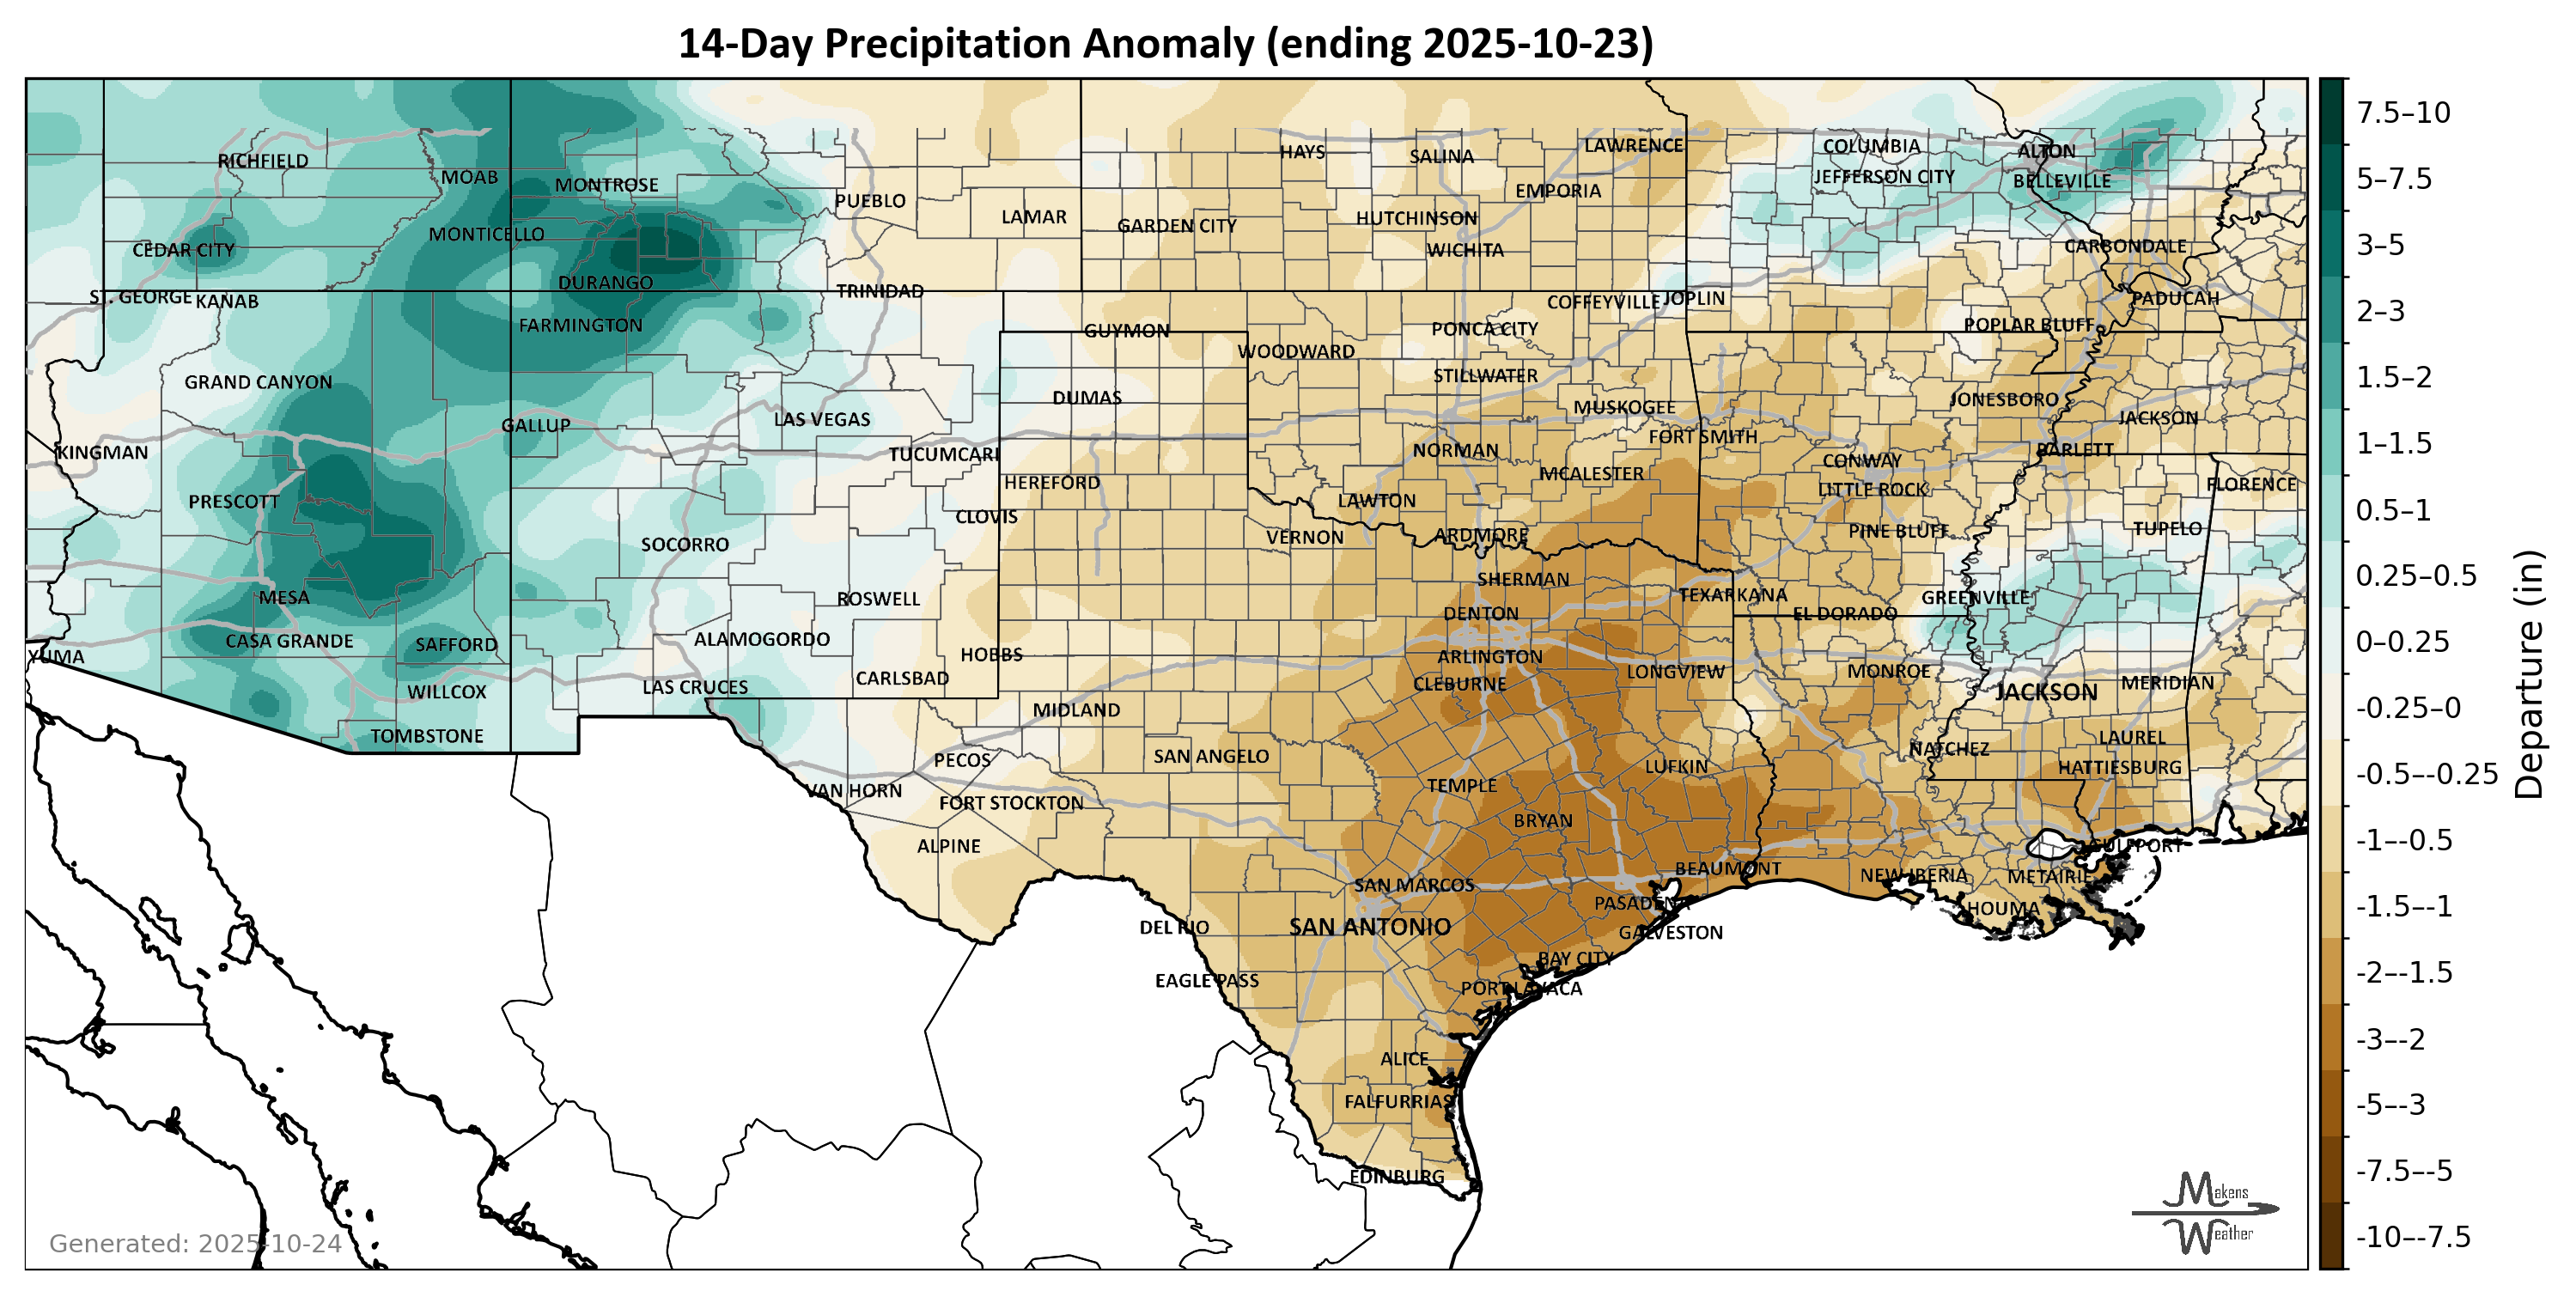 14-Day Precipitation Anomaly (ending 2025-10-23)
RICHFIELD
MOAB
MONTROSE
PUEBLO
LAMAR
HAYS
SALINA
LAWRENCE
COLUMBIA
ALTON
JEFFERSON CITY
BELLEVILLE
EMPORIA
GARDEN CITY
HUTCHINSON
WICHITA
CEDAR CITY
MONTICELLO
DURANGO
CARBONDALE
ST. GEORGE
KANAB
TRINIDAD
COFFEYVILLE
JOPLIN
PADUCAH
FARMINGTON
GUYMON
PONCA CITY
POPLAR BLUFF
WOODWARD
STILLWATER
GRAND CANYON
DUMAS
MUSKOGEE
JONESBORO
JACKSON
GALLUP
LAS VEGAS
FORT SMITH
KINGMAN
TUCUMCARI
NORMAN
BARLETT
CONWAY
MCALESTER
HEREFORD
LITTLE ROCK
FLORENCE
PRESCOTT
LAWTON
CLOVIS
TUPELO
PINE BLUFF
VERNON
ARDMORE
SOCORRO
SHERMAN
MESA
ROSWELL
TEXARKANA
GREENVILLE
DENTON
EL DORADO
CASA GRANDE
SAFFORD
ALAMOGORDO
YUMA
HOBBS
ARLINGTON
LONGVIEW
MONROE
CARLSBAD
CLEBURNE
MERIDIAN
WILLCOX
LAS CRUCES
JACKSON
MIDLAND
TOMBSTONE
LAUREL
NATCHEZ
PECOS
SAN ANGELO
LUFKIN
HATTIESBURG
VAN HORN
TEMPLE
FORT STOCKTON
BRYAN
ALPINE
GULFPORT
BEAUMONT
NEW IBERIA
METAIRIE
SAN MARCOS
PASADENA
HOUMA
DEL RIO
SAN ANTONIO
GALVESTON
BAY CITY
EAGLE PASS
PORT LAVACA
ALICE
FALFURRIAS
EDINBURG
Generated: 2025-10-24
Makens
Weather
7.5–10
5–7.5
3–5
2–3
1.5–2
1–1.5
0.5–1
0.25–0.5
0–0.25
-0.25–0
-0.5–-0.25
-1–-0.5
-1.5–-1
-2–-1.5
-3–-2
-5–-3
-7.5–-5
-10–-7.5
Departure (in)